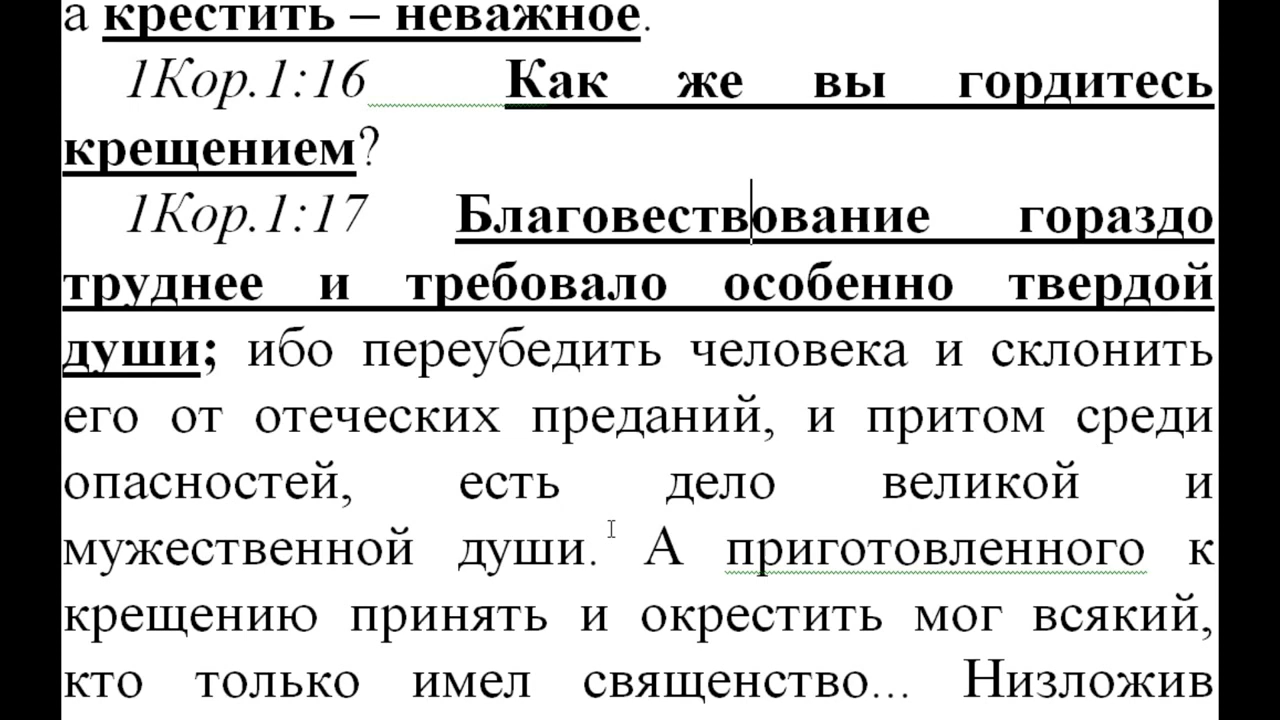 а крестить – неважное.
1Кор.1:16 Как же вы гордитесь
крещением?
1Кор.1:17 Благовествование гораздо
труднее и требовало особенно твердой
души; ибо переубедить человека и склонить
его от отеческих преданий, и притом среди
опасностей, есть дело великой и
мужественной души. А приготовленного к
крещению принять и окрестить мог всякий,
кто только имел священство... Низложив